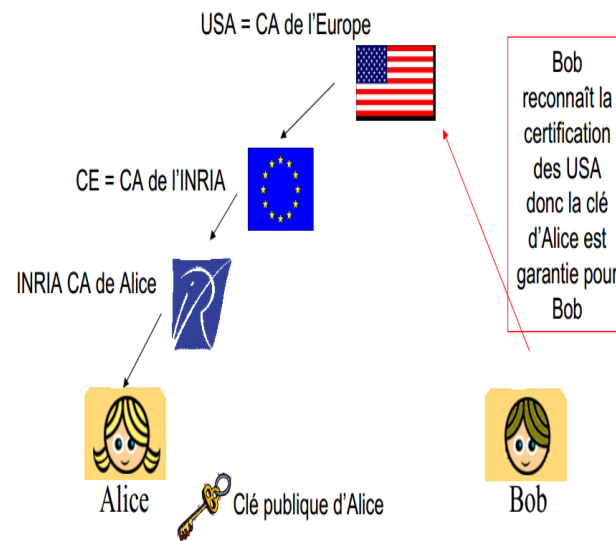 USA = CA de l'Europe
CE = CA de l'INRIA
INRIA CA de Alice
Alice
Clé publique d'Alice
Bob
reconnaît la
certification
des USA
donc la clé
d'Alice est
garantie pour
Bob
Bob